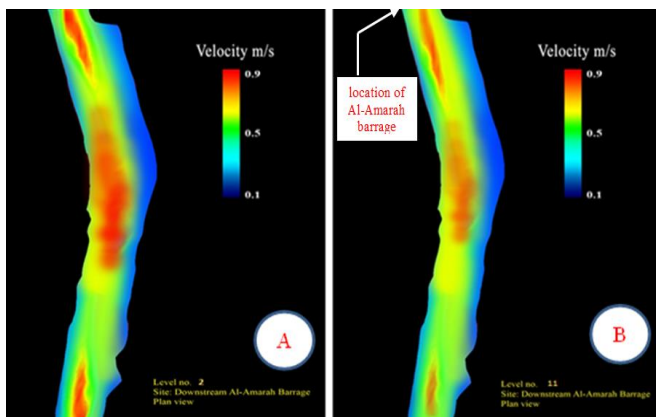 Velocity m/s
0.9
0.5
0.1
A
Level no. 2
Site: Downstream Al-Amarah Barrage
Plan view
location of
Al-Amarah
barrage
Velocity m/s
0.9
0.5
0.1
B
Level no. 11
Site: Downstream Al-Amarah Barrage
Plan view